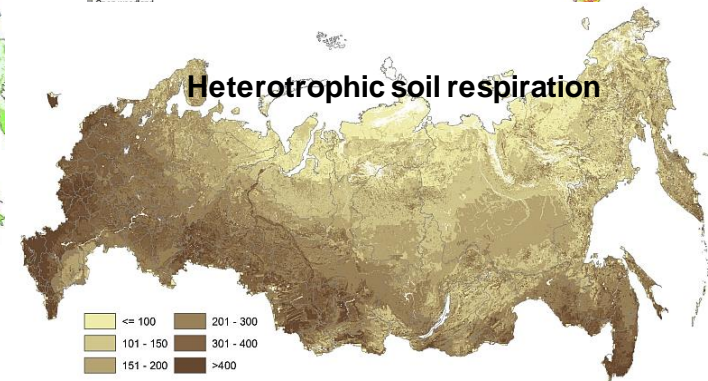 Heterotrophic soil respiration
<= 100
201 - 300
101 - 150
301 - 400
151 - 200
>400